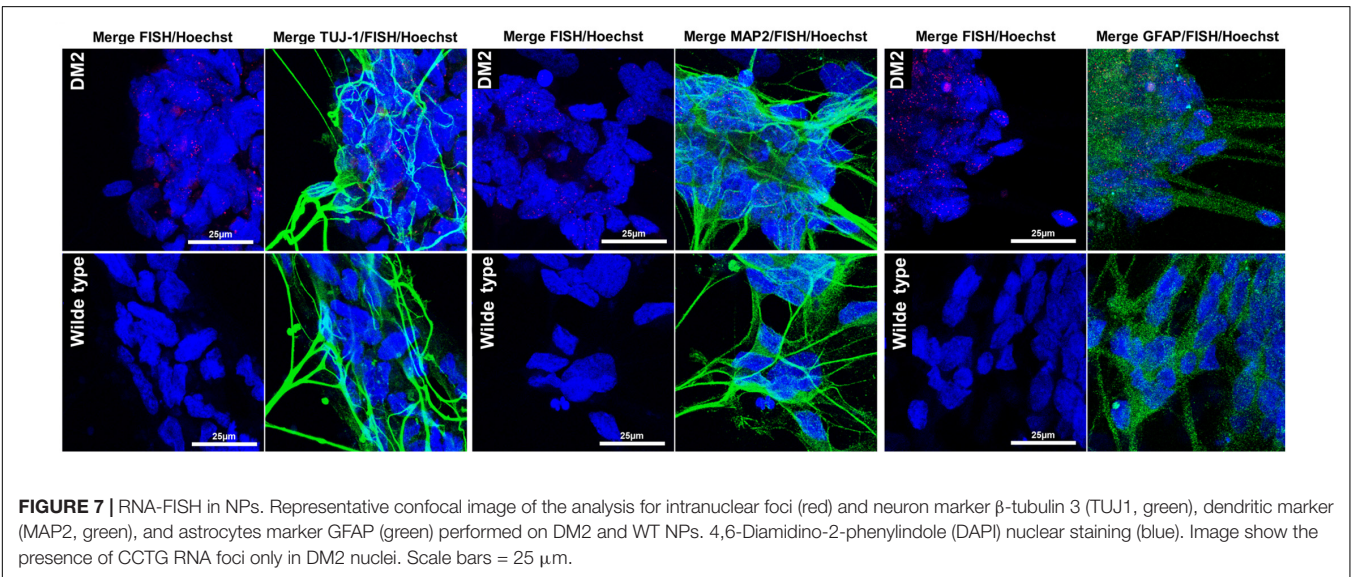 Merge FISH/Hoechst Merge TUJ-1/FISH/Hoechst Merge FISH/Hoechst Merge MAP2/FISH/Hoechst Merge FISH/Hoechst Merge GFAP/FISH/Hoechst
DM2 DM2 DM2
25µm 25µm 25µm
Wilde type Wilde type Wilde type
25µm 25µm 25µm
FIGURE 7 | RNA-FISH in NPs. Representative confocal image of the analysis for intranuclear foci (red) and neuron marker β-tubulin 3 (TUJ1, green), dendritic marker
(MAP2, green), and astrocytes marker GFAP (green) performed on DM2 and WT NPs. 4,6-Diamidino-2-phenylindole (DAPI) nuclear staining (blue). Image show the
presence of CCTG RNA foci only in DM2 nuclei. Scale bars = 25 μm.